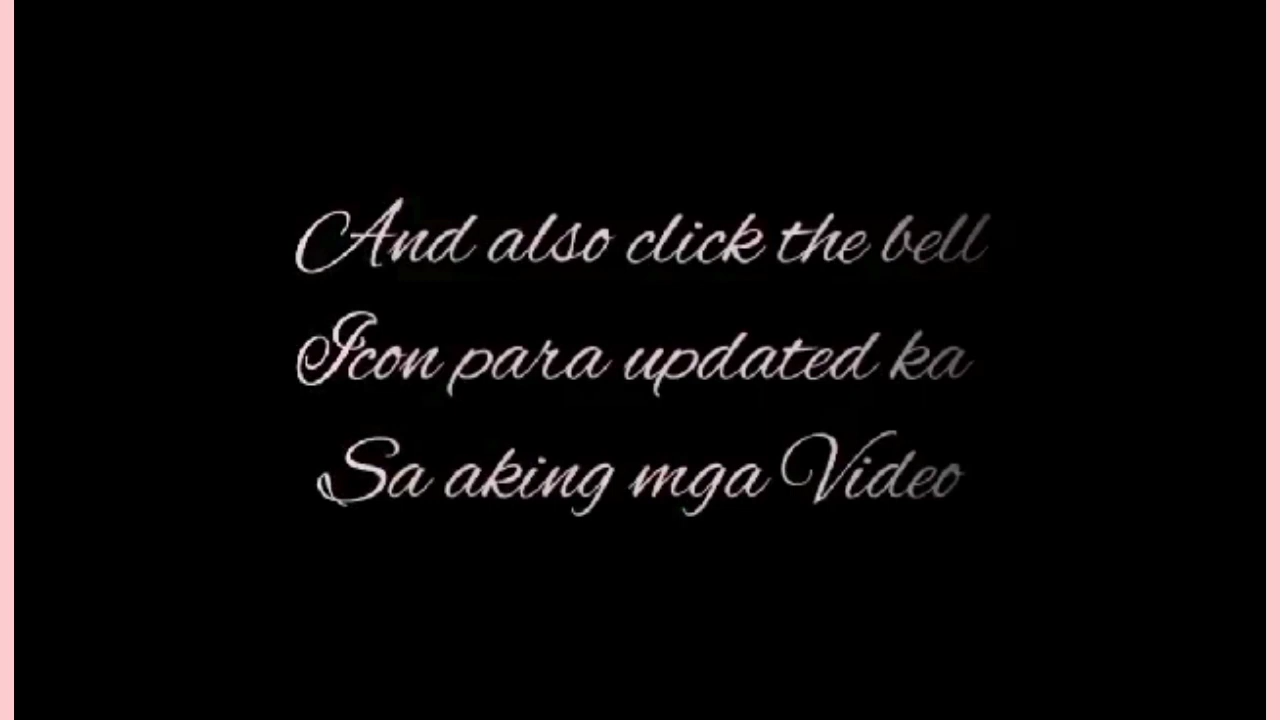 And also click the bell
Icon para updated ka
Sa aking mga Video